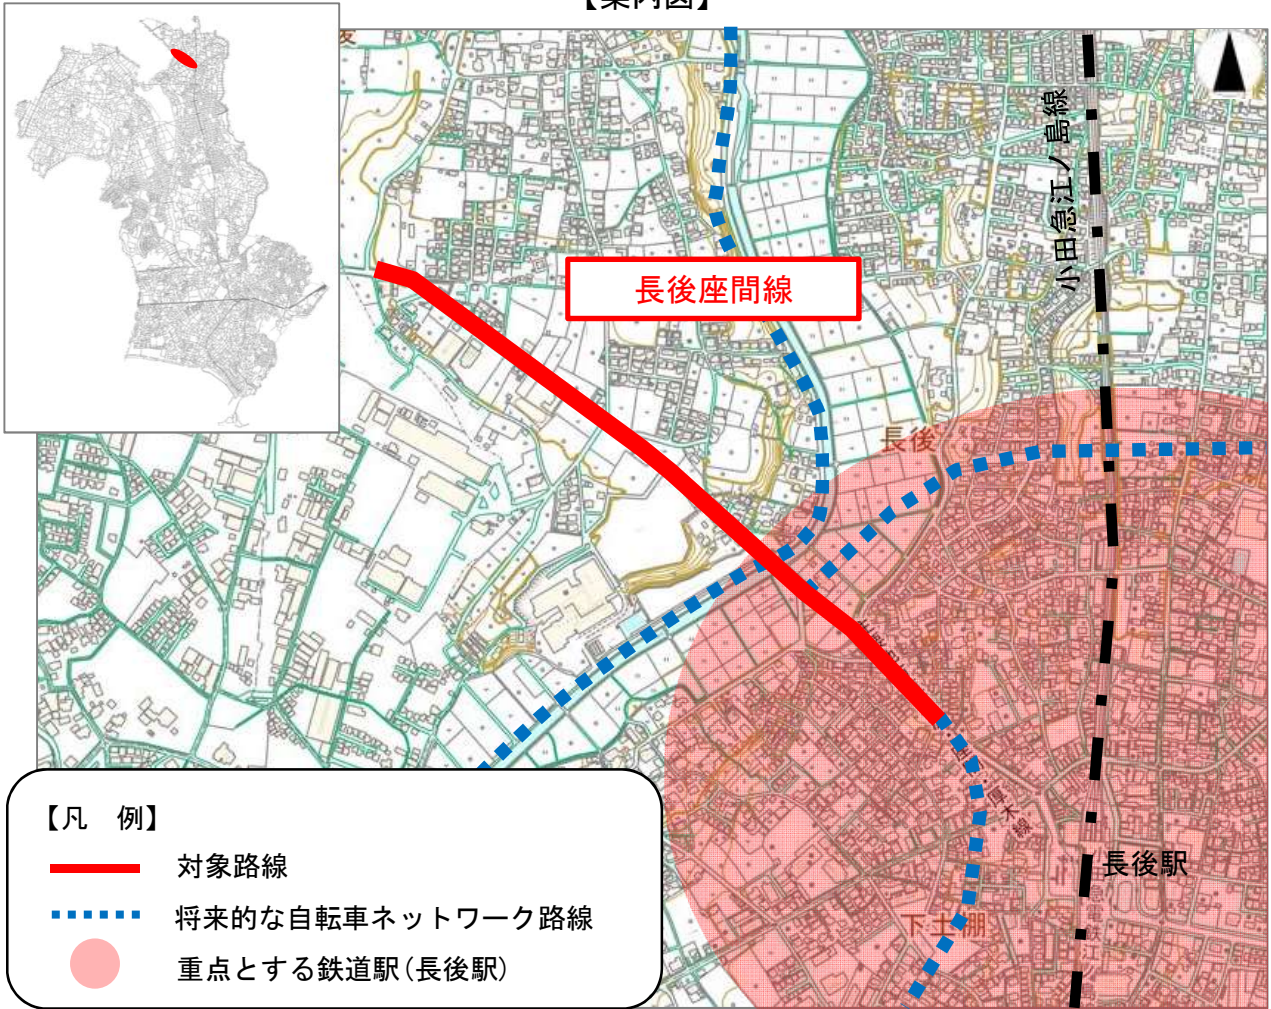 【案内図】
小田急江ノ島線
長後座間線
長後
長後駅
下土棚
【凡　例】
対象路線
将来的な自転車ネットワーク路線
重点とする鉄道駅（長後駅）